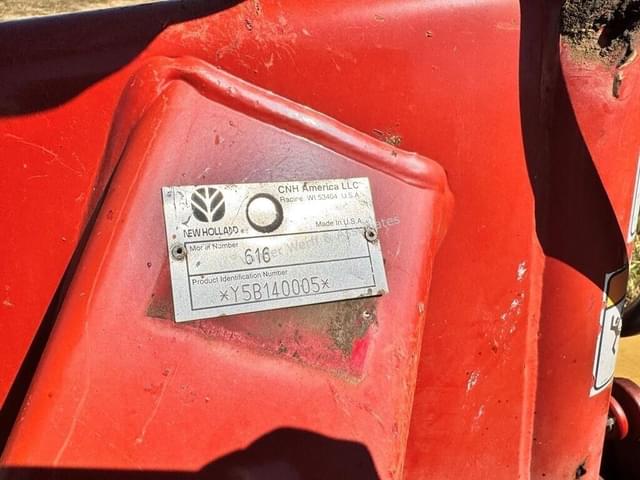 CNH America LLC
Racine, WI 53404 U.S.A.
NEW HOLLAND
Made in U.S.A.
Model Number
616
Product Identification Number
*Y5B140005*